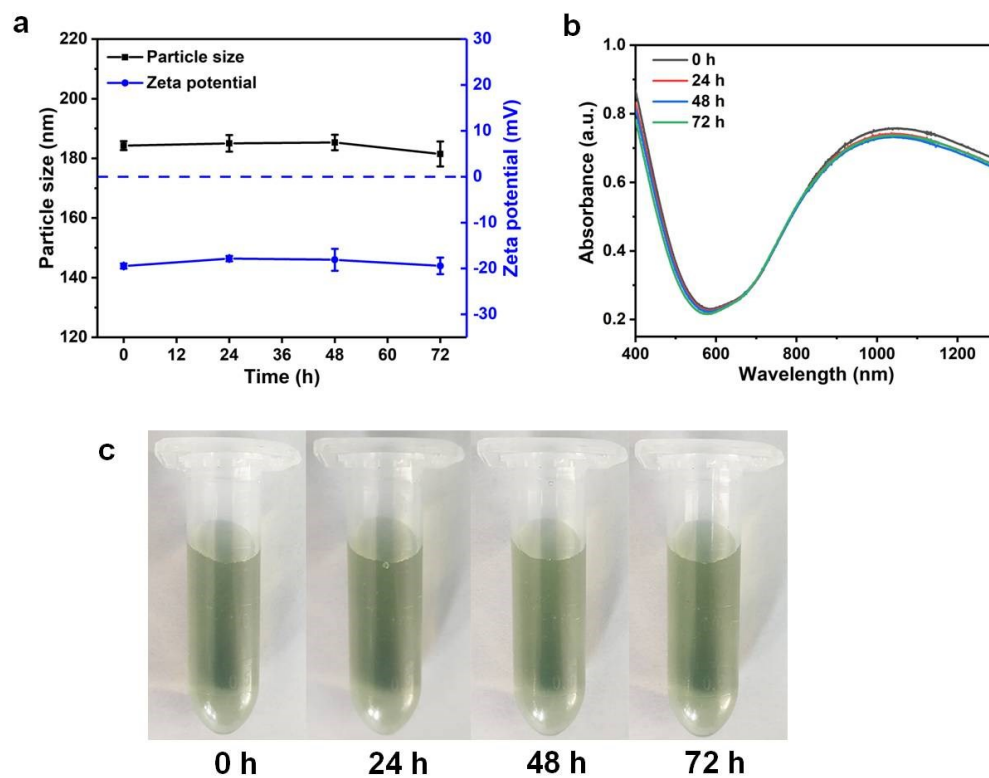 a
220
200
180
160
140
120
Particle size (nm)
Particle size
Zeta potential
30
20
10
0
-10
-20
-30
Zeta potential (mV)
0 12 24 36 48 60 72
Time (h)
b
1.0
0.8
0.6
0.4
0.2
Absorbance (a.u.)
0 h
24 h
48 h
72 h
400 600 800 1000 1200
Wavelength (nm)
c
0 h 24 h 48 h 72 h